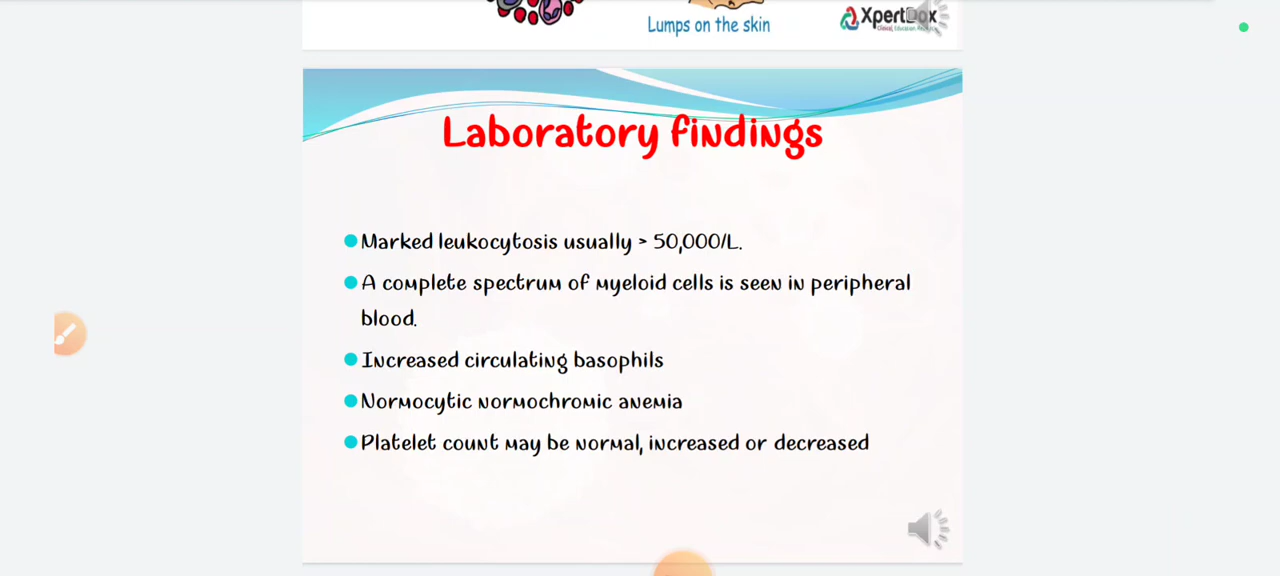 Lumps on the skin
Laboratory findings
Marked leukocytosis usually > 50,000/L.
A complete spectrum of myeloid cells is seen in peripheral
blood.
Increased circulating basophils
Normocytic normochromic anemia
Platelet count may be normal, increased or decreased